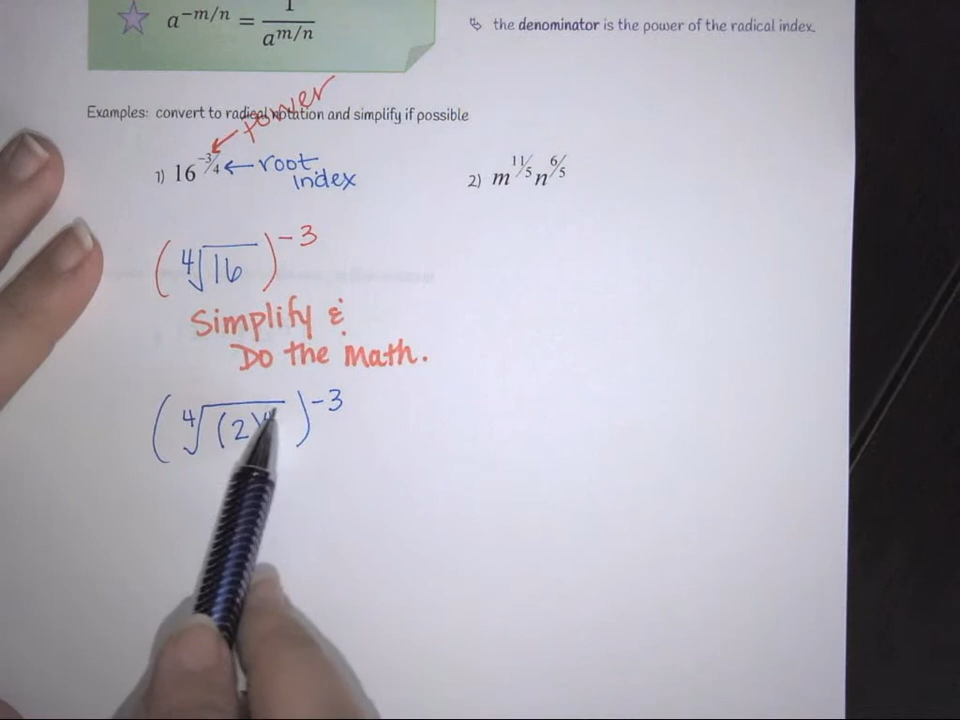 a^{-m/n} = 1/a^{m/n}
the denominator is the power of the radical index.
Examples: convert to radical notation and simplify if possible
power
1) 16^{-3/4} ← root index
2) m^{11/5} n^{6/5}
(∜16)^{-3}
Simplify &
Do the Math.
(∜(2)^4)^{-3}